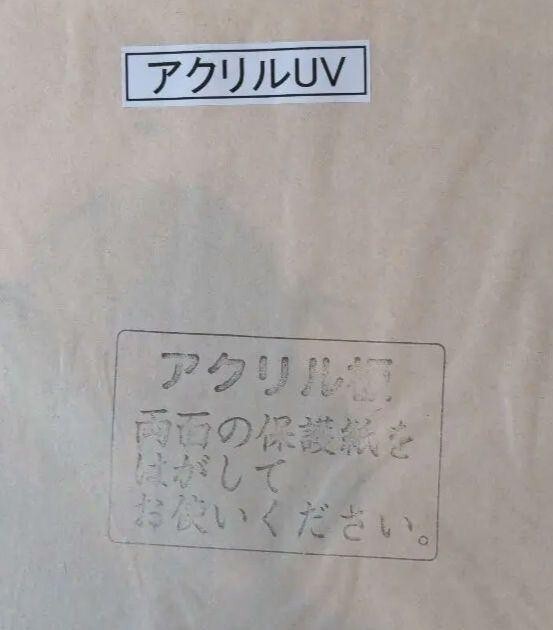 アクリルUV
アクリル板
両面の保護紙を
はがして
お使いください。